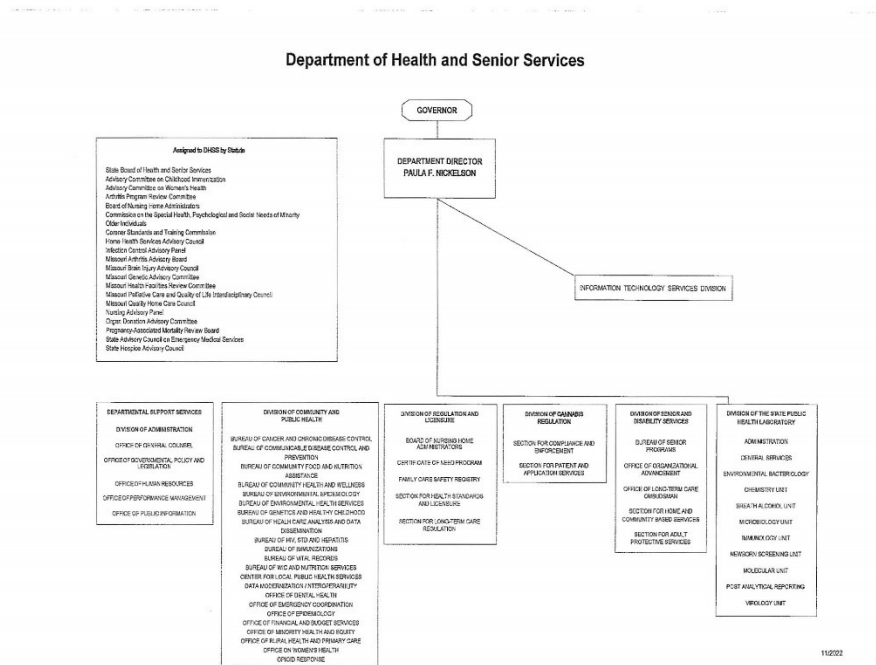 Department of Health and Senior Services
GOVERNOR
DEPARTMENT DIRECTOR
PAULA F. NICKELSON
Assigned to DHSS by Statute
State Board of Health and Senior Services
Advisory Committee on Childhood Immunization
Advisory Committee on Women's Health
Arthritis Program Review Committee
Board of Nursing Home Administrators
Commission on the Special Health, Psychological and Social Needs of Minority
Older Individuals
Coroner Standards and Training Commission
Home Health Services Advisory Council
Infection Control Advisory Panel
Missouri Arthritis Advisory Board
Missouri Brain Injury Advisory Council
Missouri Genetic Advisory Committee
Missouri Health Facilities Review Committee
Missouri Palliative Care and Quality of Life Interdisciplinary Council
Missouri Quality Home Care Council
Nursing Advisory Panel
Organ Donation Advisory Committee
Pregnancy-Associated Mortality Review Board
State Advisory Council on Emergency Medical Services
State Hospice Advisory Council
INFORMATION TECHNOLOGY SERVICES DIVISION
DEPARTMENTAL SUPPORT SERVICES
DIVISION OF ADMINISTRATION
OFFICE OF GENERAL COUNSEL
OFFICE OF GOVERNMENTAL POLICY AND
LEGISLATION
OFFICE OF HUMAN RESOURCES
OFFICE OF PERFORMANCE MANAGEMENT
OFFICE OF PUBLIC INFORMATION
DIVISION OF COMMUNITY AND
PUBLIC HEALTH
BUREAU OF CANCER AND CHRONIC DISEASE CONTROL
BUREAU OF COMMUNICABLE DISEASE CONTROL AND
PREVENTION
BUREAU OF COMMUNITY FOOD AND NUTRITION
ASSISTANCE
BUREAU OF COMMUNITY HEALTH AND WELLNESS
BUREAU OF ENVIRONMENTAL EPIDEMIOLOGY
BUREAU OF ENVIRONMENTAL HEALTH SERVICES
BUREAU OF GENETICS AND HEALTHY CHILDHOOD
BUREAU OF HEALH CARE ANALYSIS AND DATA
DISSEMINATION
BUREAU OF HIV, STD AND HEPATITIS
BUREAU OF IMMUNIZATIONS
BUREAU OF VITAL RECORDS
BUREAU OF WIC AND NUTRITION SERVICES
CENTER FOR LOCAL PUBLIC HEALTH SERVICES
DATA MODERNIZATION / INTEROPERABILITY
OFFICE OF DENTAL HEALTH
OFFICE OF EMERGENCY COORDINATION
OFFICE OF EPIDEMIOLOGY
OFFICE OF FINANCIAL AND BUDGET SERVICES
OFFICE OF MINORITY HEALTH AND EQUITY
OFFICE OF RURAL HEALTH AND PRIMARY CARE
OFFICE ON WOMEN'S HEALTH
OPIOID RESPONSE
DIVISION OF REGULATION AND
LICENSURE
BOARD OF NURSING HOME
ADMINISTRATORS
CERTIFICATE OF NEED PROGRAM
FAMILY CARE SAFETY REGISTRY
SECTION FOR HEALTH STANDARDS
AND LICENSURE
SECTION FOR LONG-TERM CARE
REGULATION
DIVISION OF CANNABIS
REGULATION
SECTION FOR COMPLIANCE AND
ENFORCEMENT
SECTION FOR PATIENT AND
APPLICATION SERVICES
DIVISION OF SENIOR AND
DISABILITY SERVICES
BUREAU OF SENIOR
PROGRAMS
OFFICE OF ORGANIZATIONAL
ADVANCEMENT
OFFICE OF LONG-TERM CARE
OMBUDSMAN
SECTION FOR HOME AND
COMMUNITY BASED SERVICES
SECTION FOR ADULT
PROTECTIVE SERVICES
DIVISION OF THE STATE PUBLIC
HEALTH LABORATORY
ADMINISTRATION
CENTRAL SERVICES
ENVIRONMENTAL BACTERIOLOGY
CHEMISTRY UNIT
BREATH ALCOHOL UNIT
MICROBIOLOGY UNIT
IMMUNOLOGY UNIT
NEWBORN SCREENING UNIT
MOLECULAR UNIT
POST ANALYTICAL REPORTING
VIROLOGY UNIT
11/2022